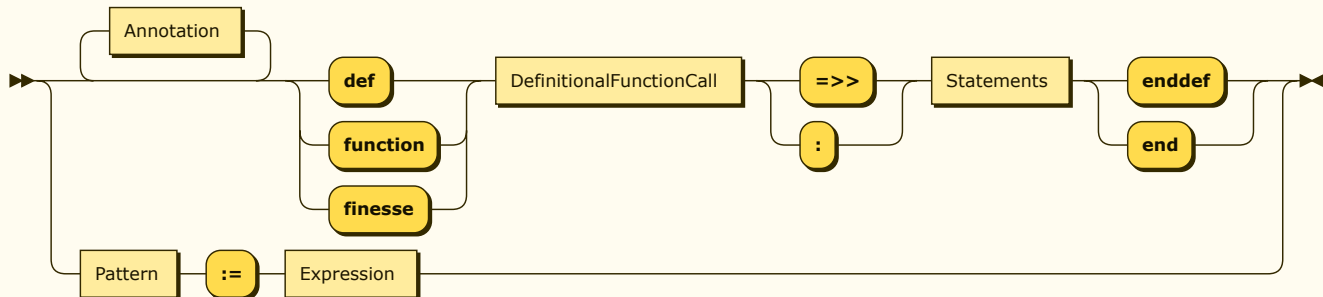 Annotation
def DefinitionalFunctionCall =>> Statements enddef
function : end
finesse
Pattern := Expression